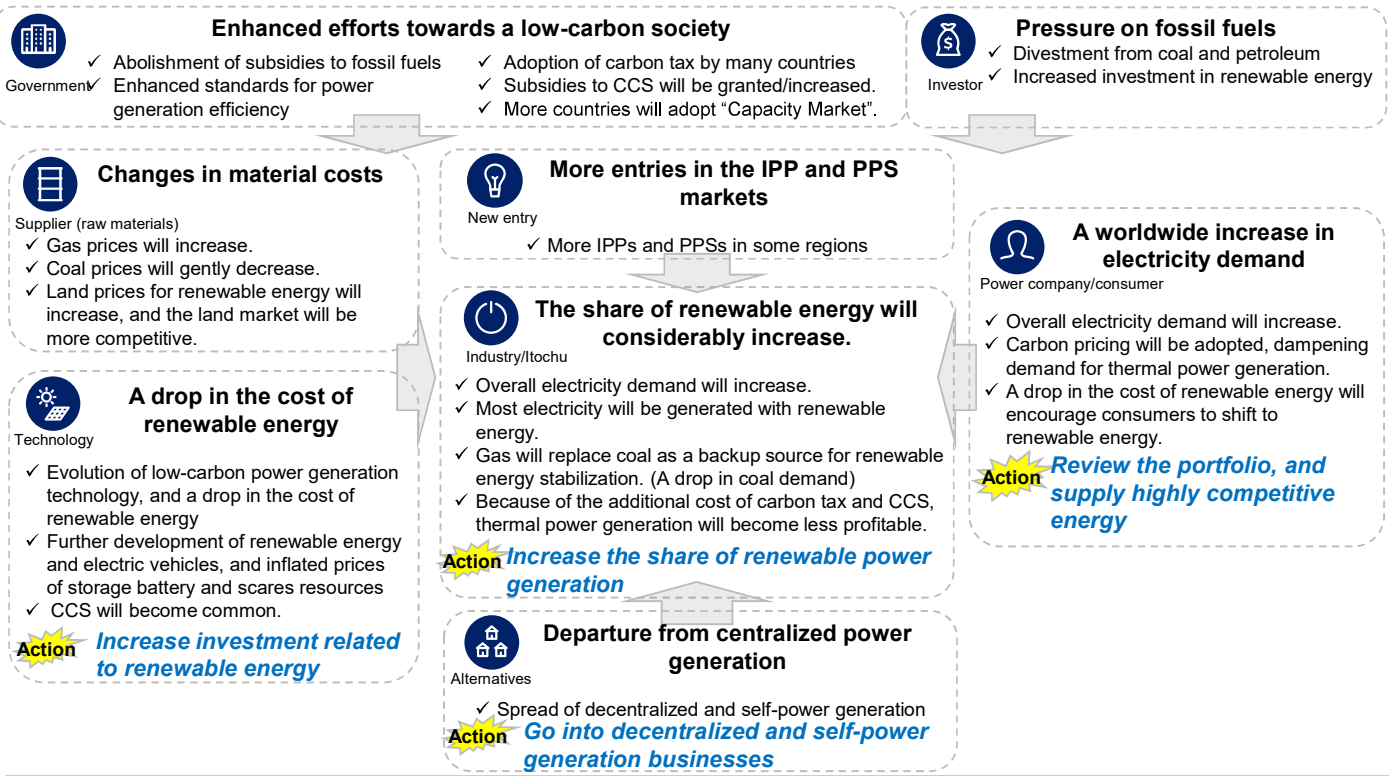 Enhanced efforts towards a low-carbon society
Government
✓ Abolishment of subsidies to fossil fuels
✓ Enhanced standards for power
generation efficiency
✓ Adoption of carbon tax by many countries
✓ Subsidies to CCS will be granted/increased.
✓ More countries will adopt “Capacity Market”.
Pressure on fossil fuels
Investor
✓ Divestment from coal and petroleum
✓ Increased investment in renewable energy
Changes in material costs
Supplier (raw materials)
✓ Gas prices will increase.
✓ Coal prices will gently decrease.
✓ Land prices for renewable energy will
increase, and the land market will be
more competitive.
More entries in the IPP and PPS
markets
New entry
✓ More IPPs and PPSs in some regions
A worldwide increase in
electricity demand
Power company/consumer
✓ Overall electricity demand will increase.
✓ Carbon pricing will be adopted, dampening
demand for thermal power generation.
✓ A drop in the cost of renewable energy will
encourage consumers to shift to
renewable energy.
Action
Review the portfolio, and
supply highly competitive
energy
The share of renewable energy will
considerably increase.
Industry/Itochu
✓ Overall electricity demand will increase.
✓ Most electricity will be generated with renewable
energy.
✓ Gas will replace coal as a backup source for renewable
energy stabilization. (A drop in coal demand)
✓ Because of the additional cost of carbon tax and CCS,
thermal power generation will become less profitable.
Action
Increase the share of renewable power
generation
A drop in the cost of
renewable energy
Technology
✓ Evolution of low-carbon power generation
technology, and a drop in the cost of
renewable energy
✓ Further development of renewable energy
and electric vehicles, and inflated prices
of storage battery and scares resources
✓ CCS will become common.
Action
Increase investment related
to renewable energy
Departure from centralized power
generation
Alternatives
✓ Spread of decentralized and self-power generation
Action
Go into decentralized and self-power
generation businesses